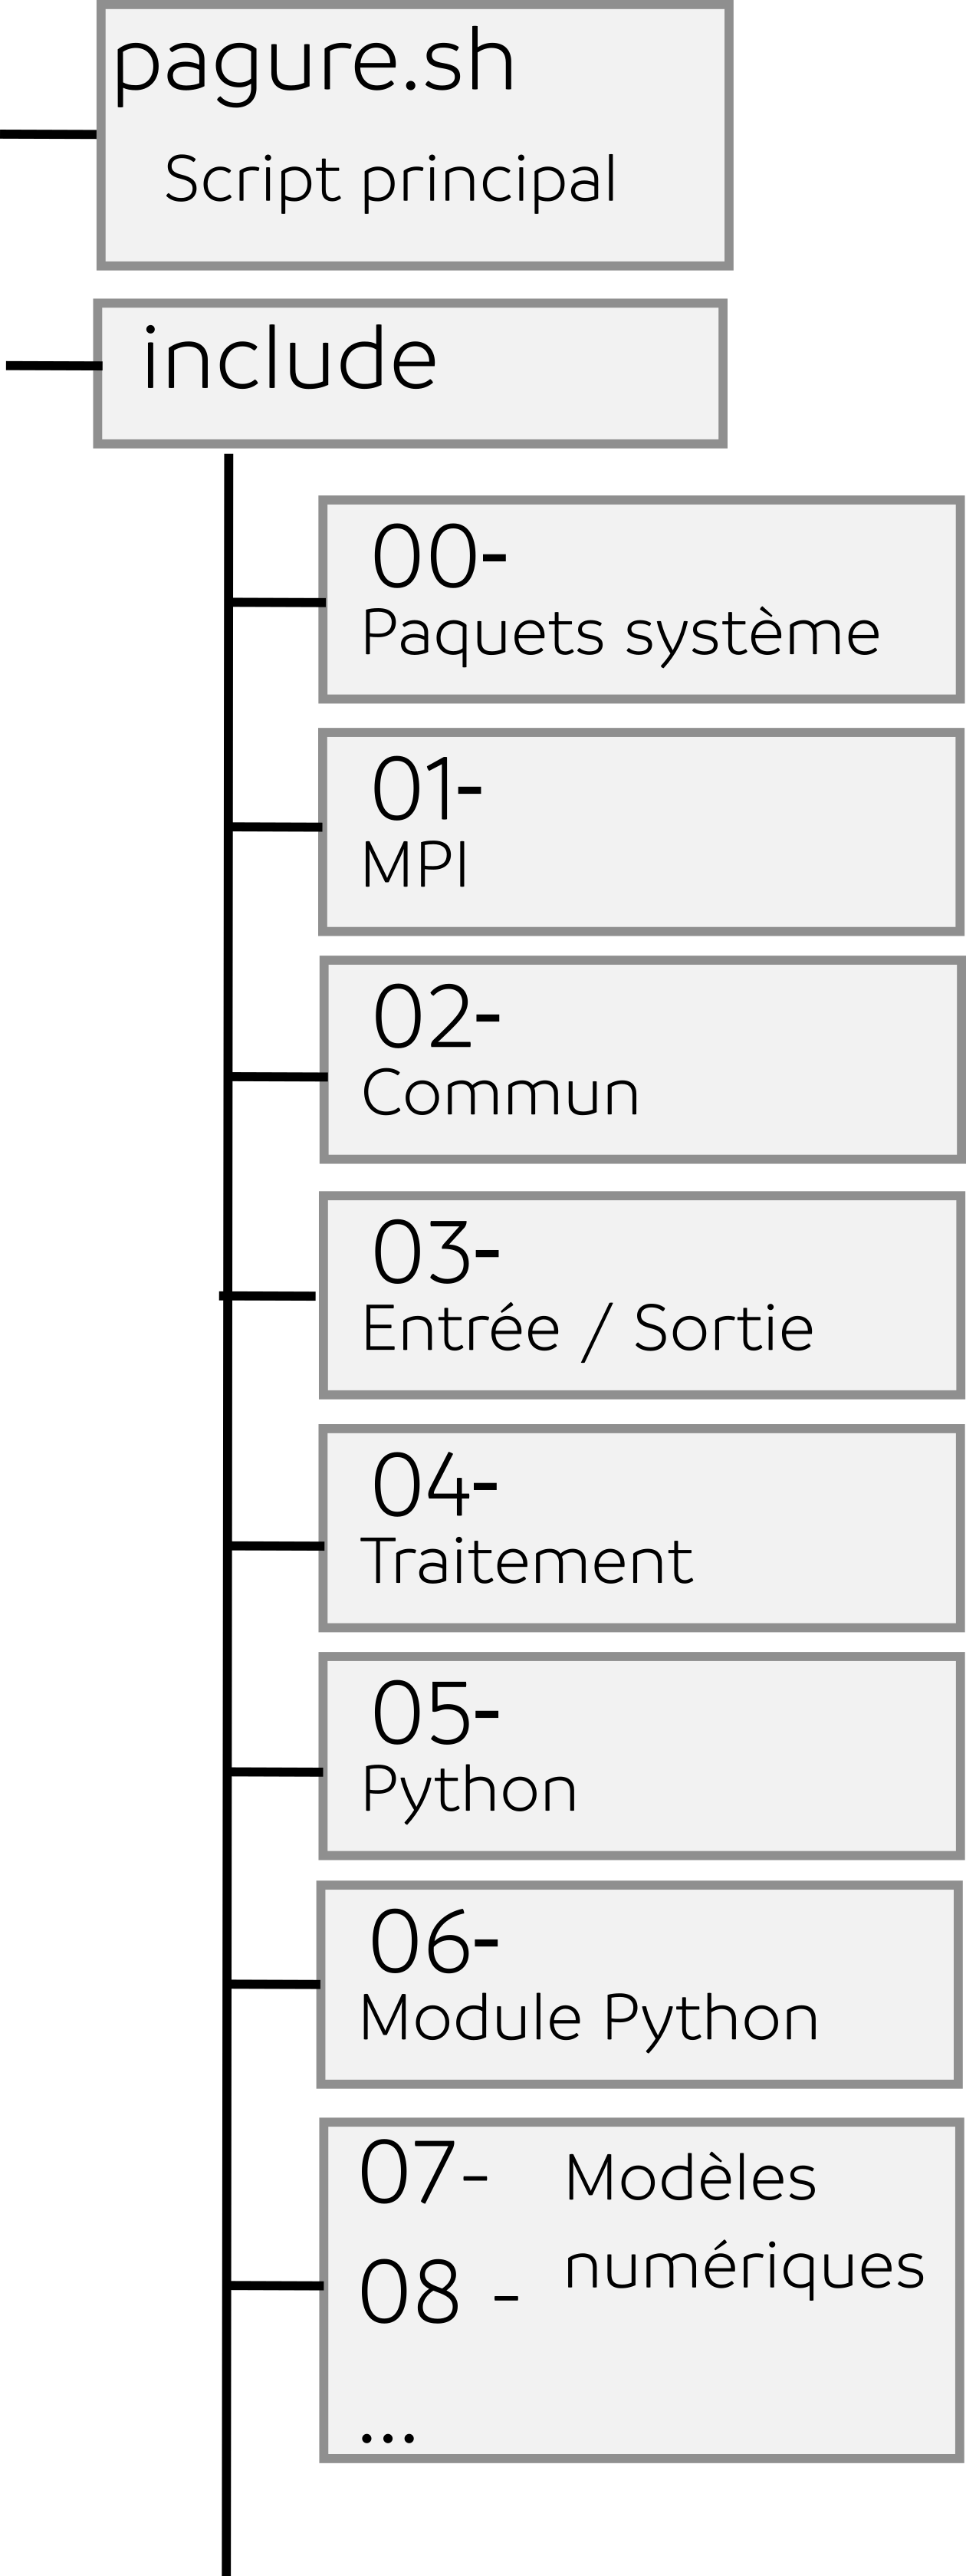 pagure.sh
Script principal
include
00-
Paquets système
01-
MPI
02-
Commun
03-
Entrée / Sortie
04-
Traitement
05-
Python
06-
Module Python
07- Modèles
numériques
08 -
...